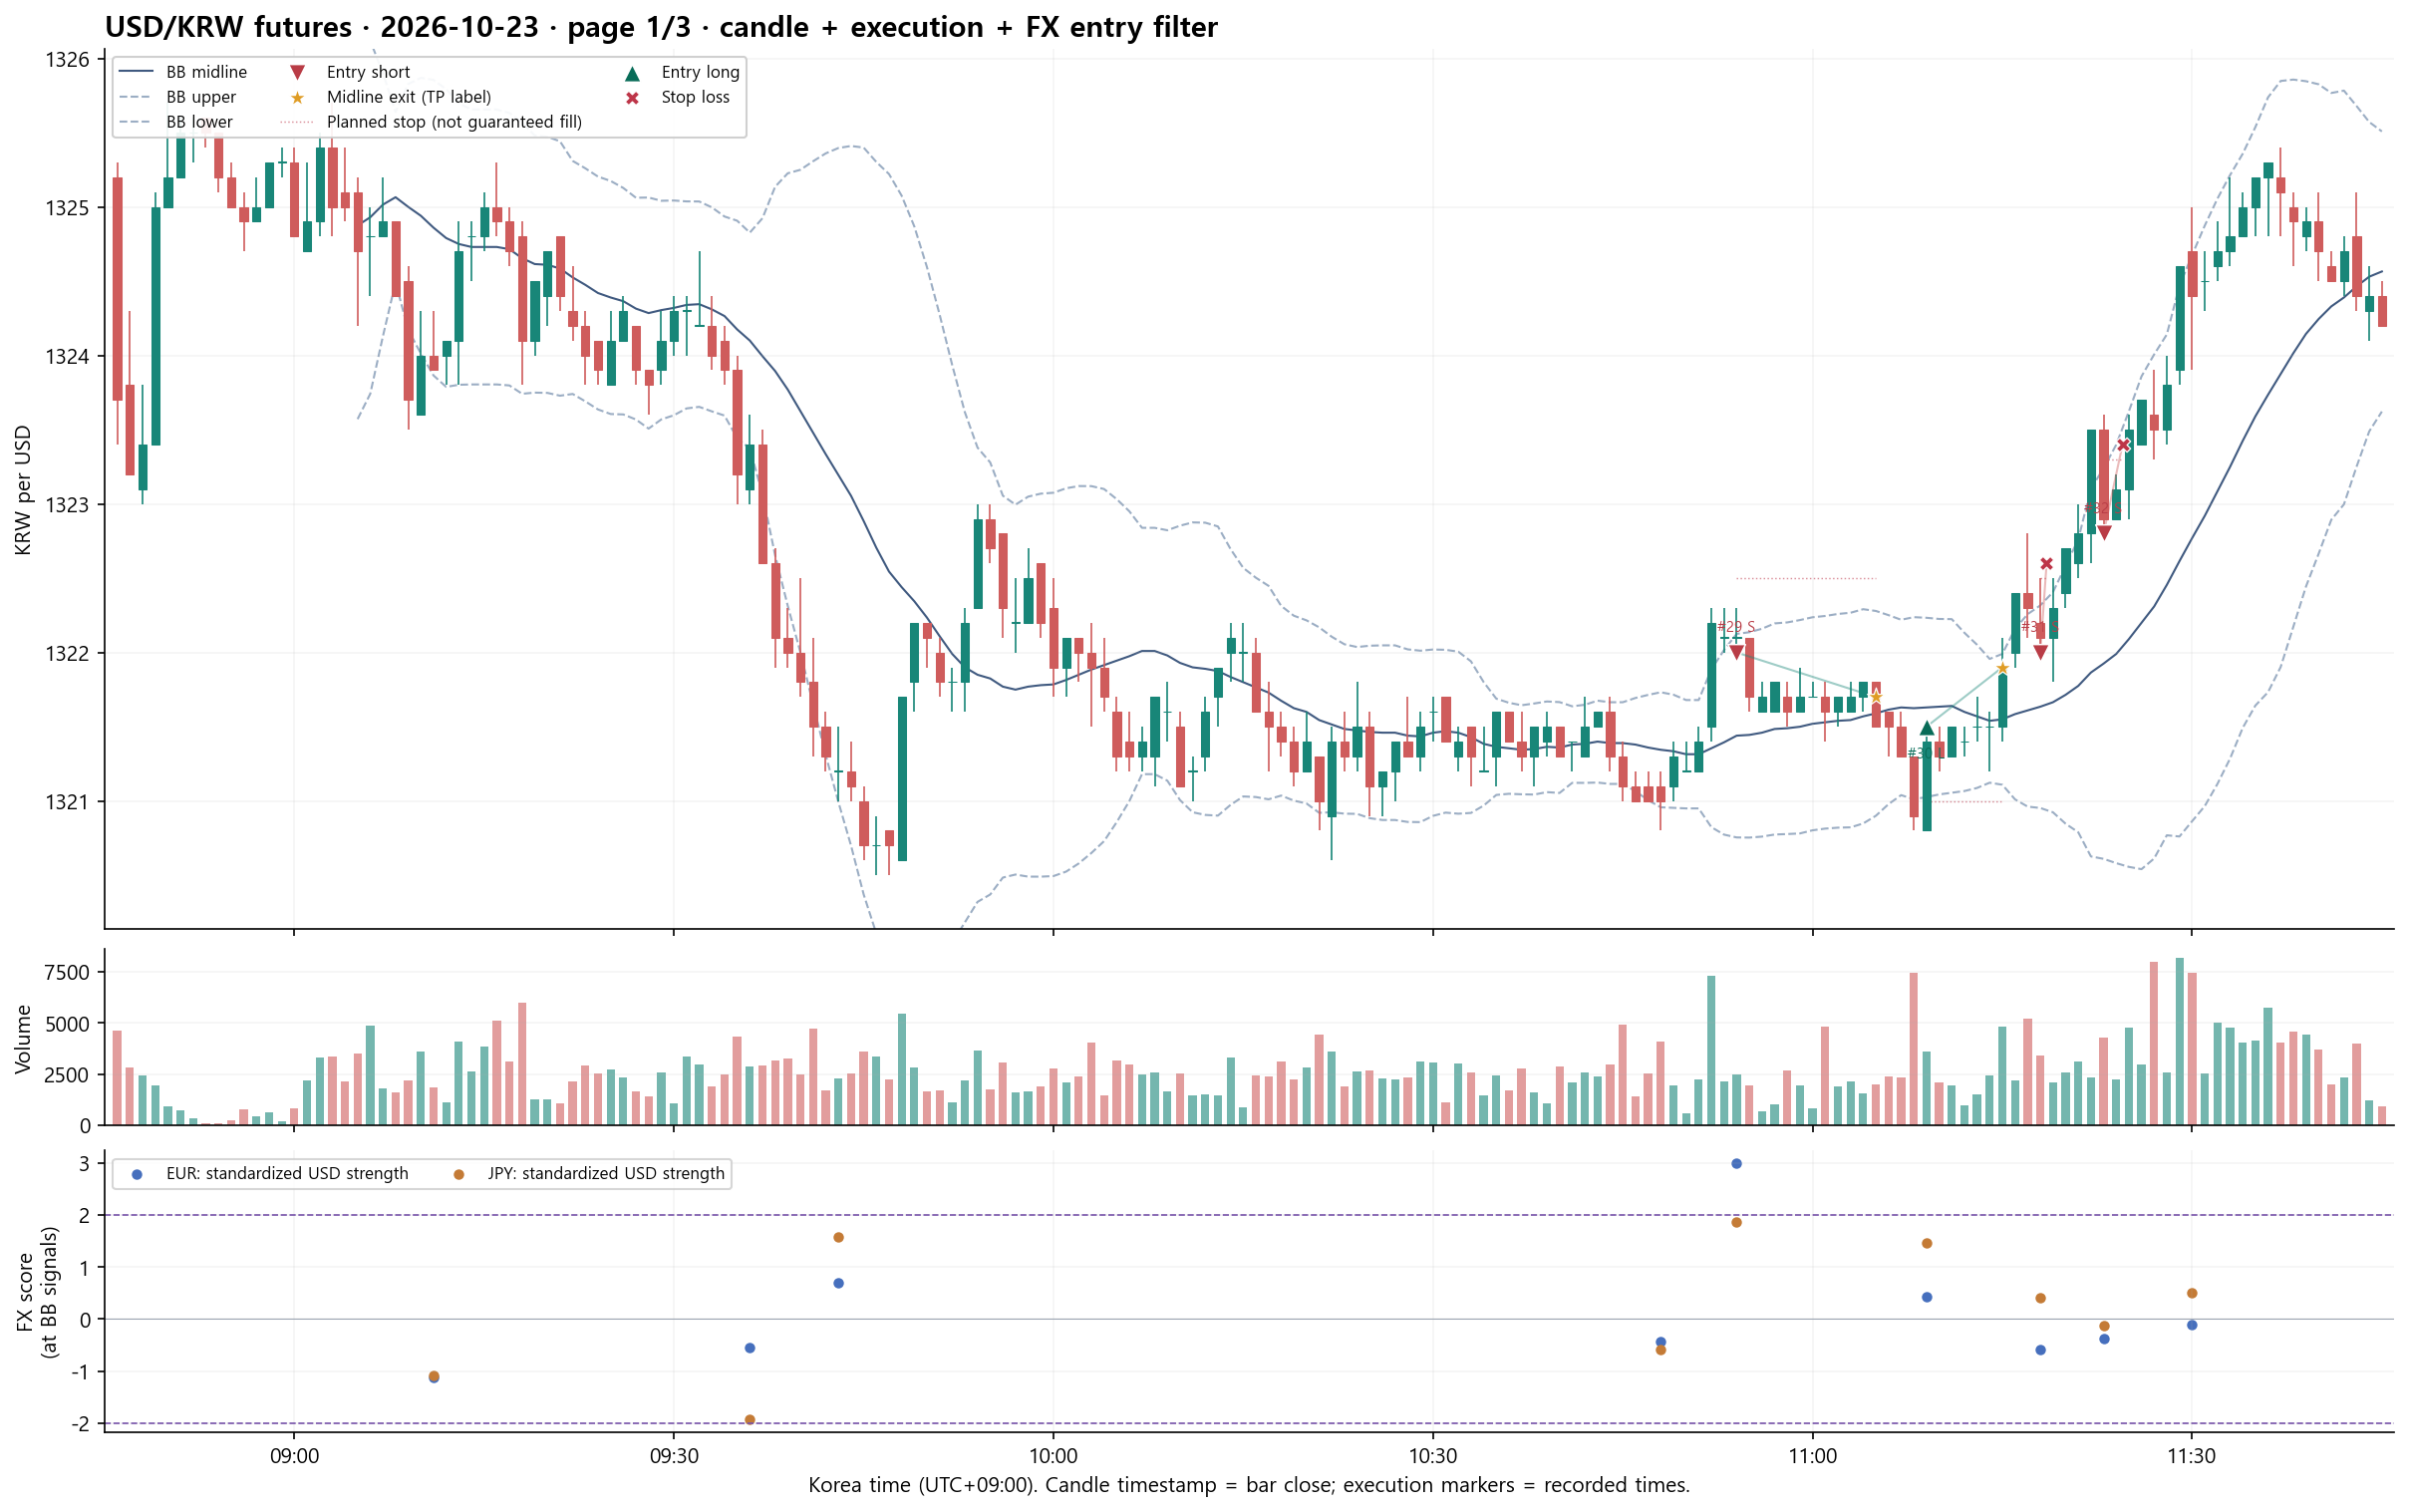 USD/KRW futures · 2026-10-23 · page 1/3 · candle + execution + FX entry filter
BB midline
BB upper
BB lower
Entry short
Midline exit (TP label)
Planned stop (not guaranteed fill)
Entry long
Stop loss
KRW per USD
1326
1325
1324
1323
1322
1321
#29 S
Volume
7500
5000
2500
0
EUR: standardized USD strength
JPY: standardized USD strength
FX score
(at BB signals)
3
2
1
0
-1
-2
09:00
09:30
10:00
10:30
11:00
11:30
Korea time (UTC+09:00). Candle timestamp = bar close; execution markers = recorded times.